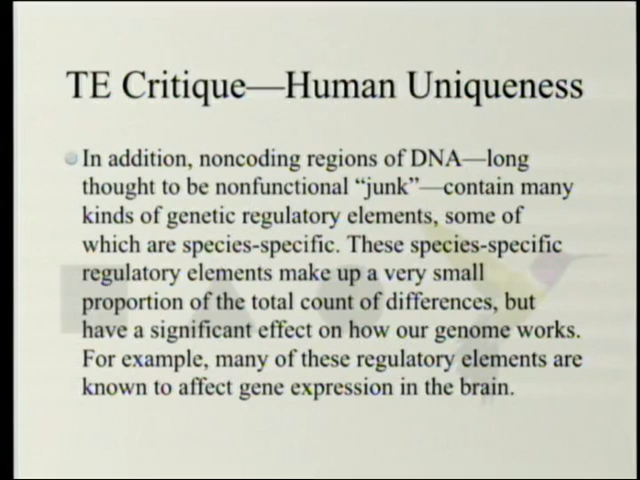 TE Critique—Human Uniqueness
In addition, noncoding regions of DNA—long
thought to be nonfunctional “junk”—contain many
kinds of genetic regulatory elements, some of
which are species-specific. These species-specific
regulatory elements make up a very small
proportion of the total count of differences, but
have a significant effect on how our genome works.
For example, many of these regulatory elements are
known to affect gene expression in the brain.